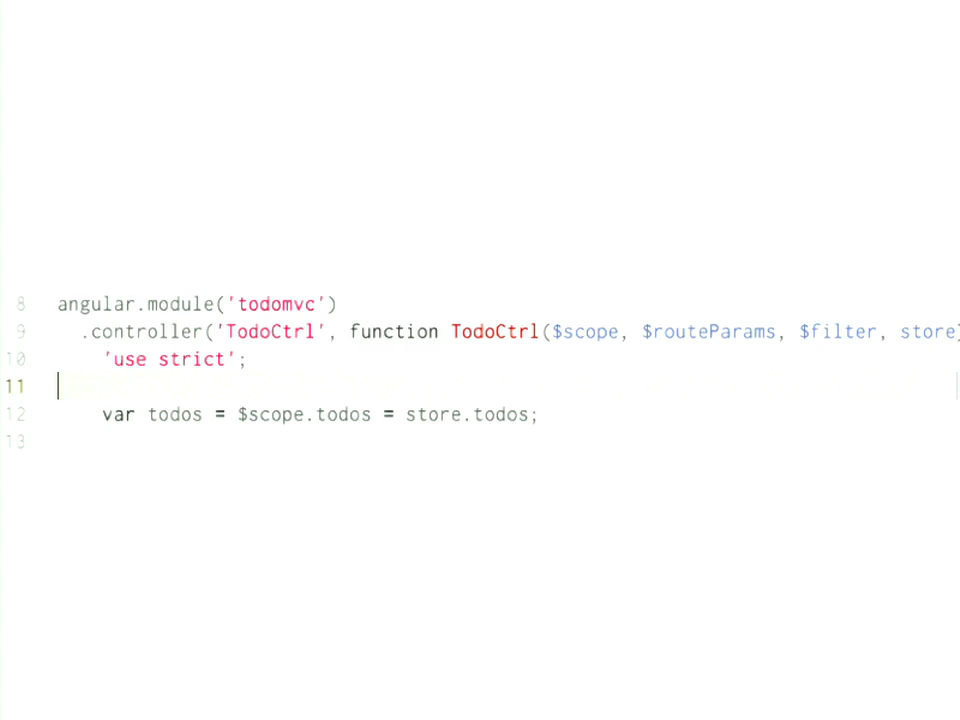 8 angular.module('todomvc')
9 .controller('TodoCtrl', function TodoCtrl($scope, $routeParams, $filter, store)
10 'use strict';
11
12 var todos = $scope.todos = store.todos;
13